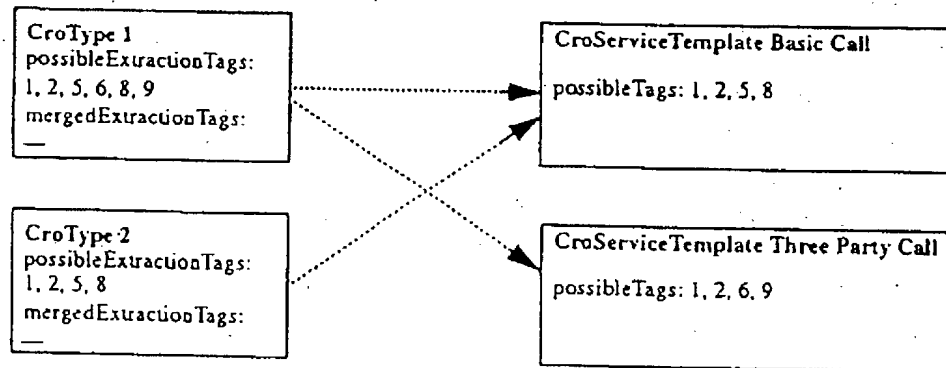 CroType 1
possibleExtractionTags:
1, 2, 5, 6, 8, 9
mergedExtractionTags:
—
CroType 2
possibleExtractionTags:
1, 2, 5, 8
mergedExtractionTags:
—
CroServiceTemplate Basic Call
possibleTags: 1, 2, 5, 8
CroServiceTemplate Three Party Call
possibleTags: 1, 2, 6, 9